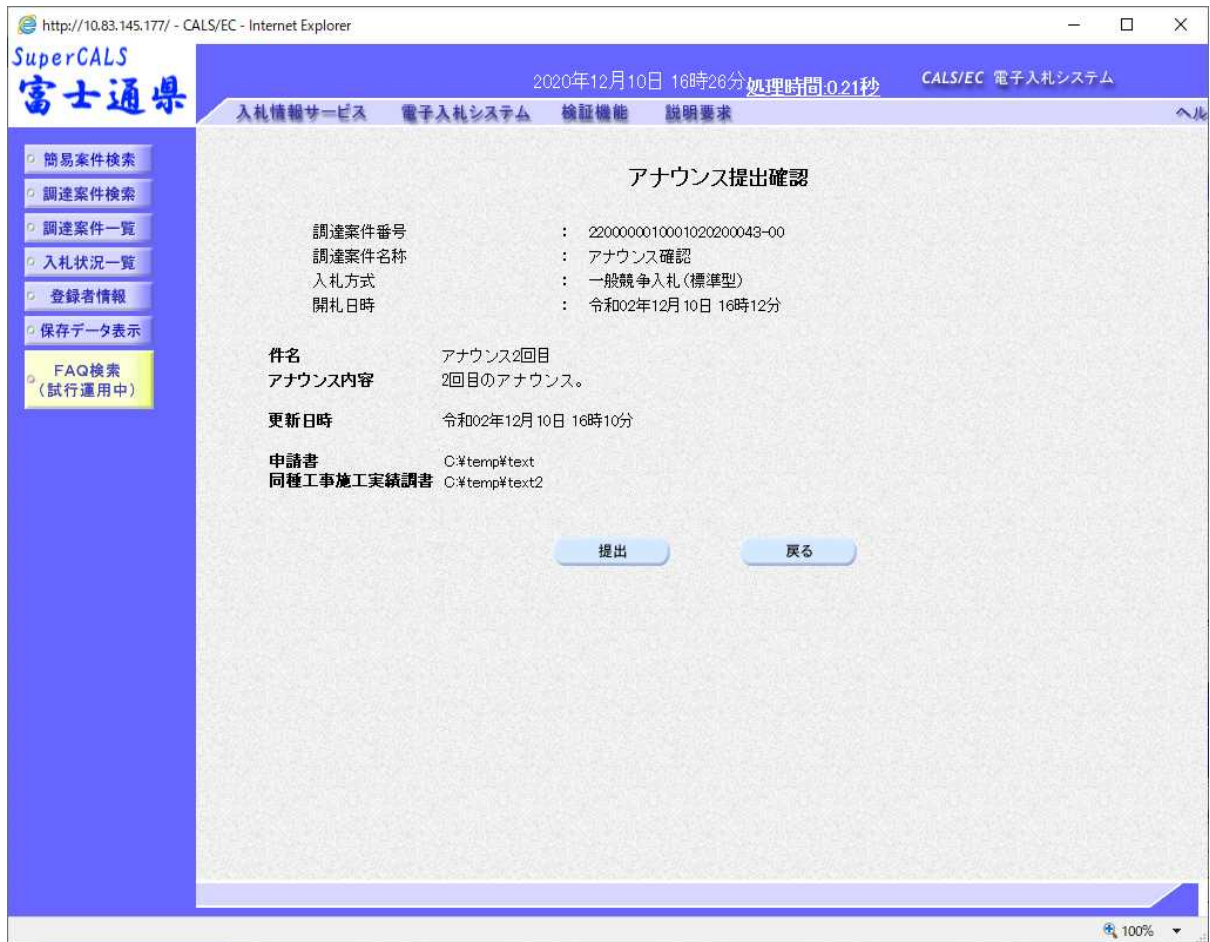 http://10.83.145.177/ - CALS/EC - Internet Explorer
SuperCALS
富士通県
2020年12月10日 16時26分 処理時間:0.21秒
CALS/EC 電子入札システム
入札情報サービス 電子入札システム 検証機能 説明要求 ヘル
簡易案件検索
調達案件検索
調達案件一覧
入札状況一覧
登録者情報
保存データ表示
FAQ検索
(試行運用中)
アナウンス提出確認
調達案件番号 : 2200000010001020200043-00
調達案件名称 : アナウンス確認
入札方式 : 一般競争入札(標準型)
開札日時 : 令和02年12月10日 16時12分
件名 アナウンス2回目
アナウンス内容 2回目のアナウンス。
更新日時 令和02年12月10日 16時10分
申請書 C:¥temp¥text
同種工事施工実績調書 C:¥temp¥text2
提出 戻る
100%